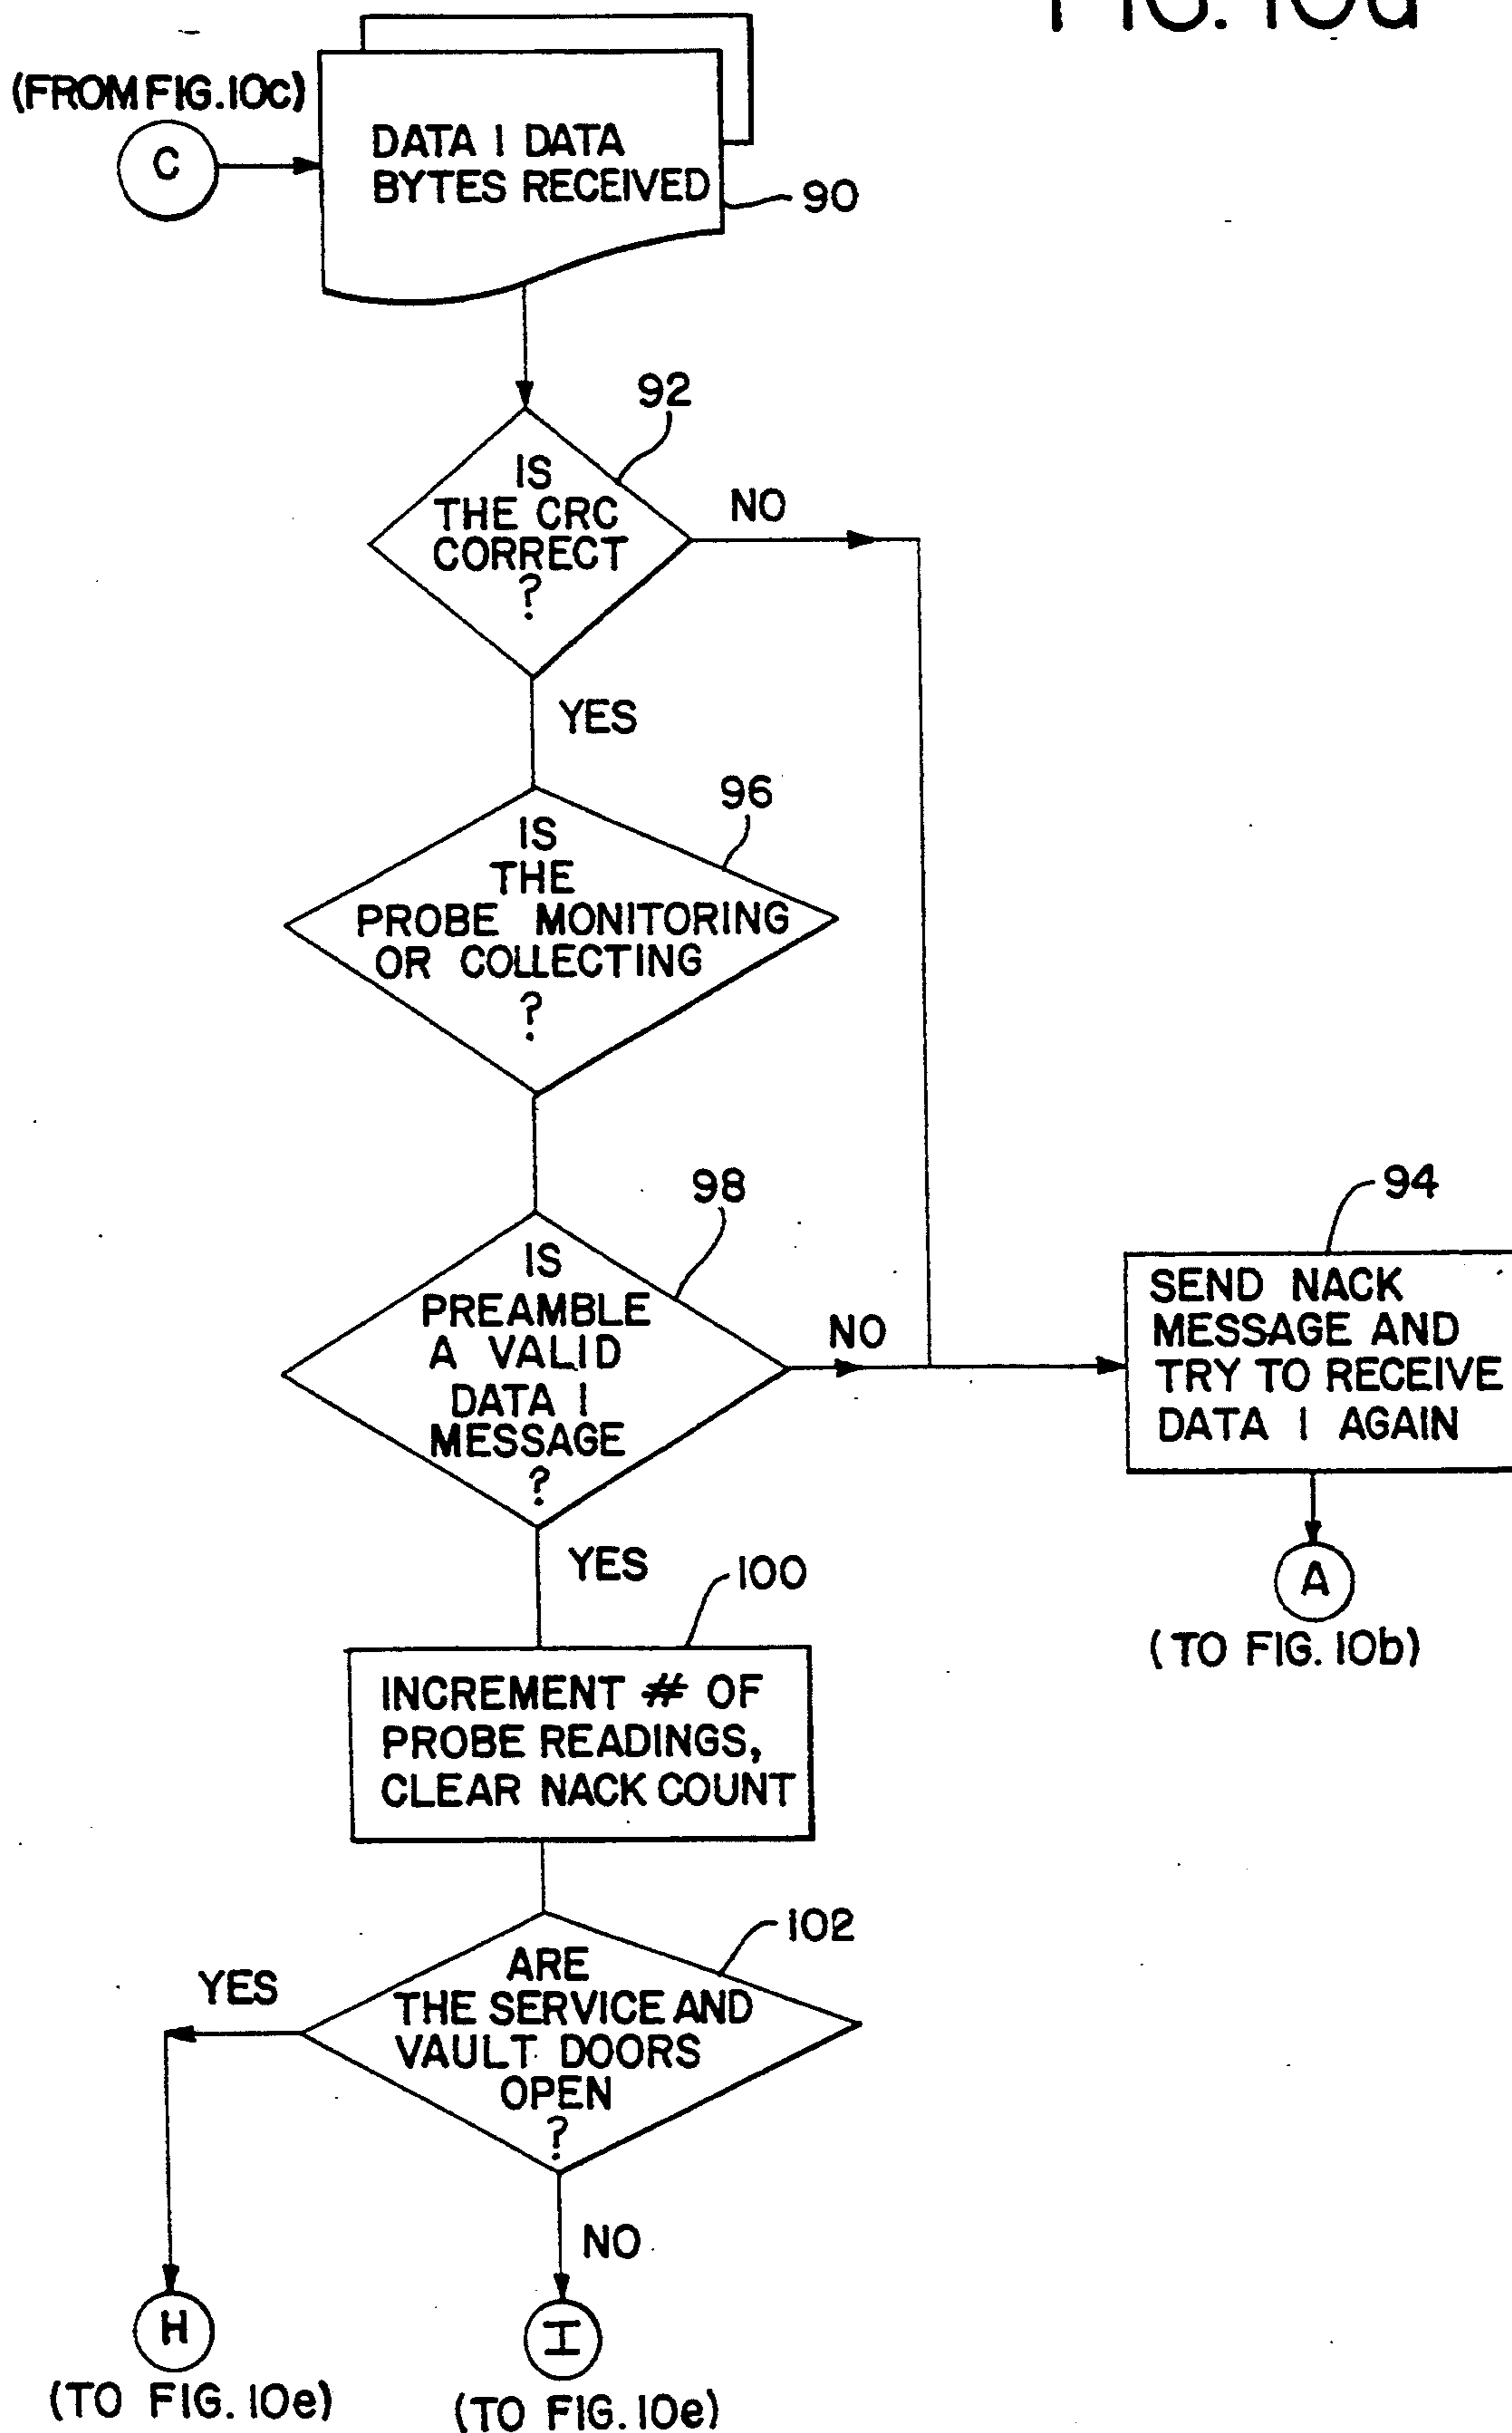 FIG. 10d
(FROM FIG. 10c)
C
DATA 1 DATA
BYTES RECEIVED
90
92
IS
THE CRC
CORRECT
?
NO
YES
96
IS
THE
PROBE MONITORING
OR COLLECTING
?
98
IS
PREAMBLE
A VALID
DATA 1
MESSAGE
?
NO
94
SEND NACK
MESSAGE AND
TRY TO RECEIVE
DATA 1 AGAIN
A
(TO FIG. 10b)
YES
100
INCREMENT # OF
PROBE READINGS,
CLEAR NACK COUNT
102
ARE
THE SERVICE AND
VAULT DOORS
OPEN
?
YES
NO
H
(TO FIG. 10e)
I
(TO FIG. 10e)